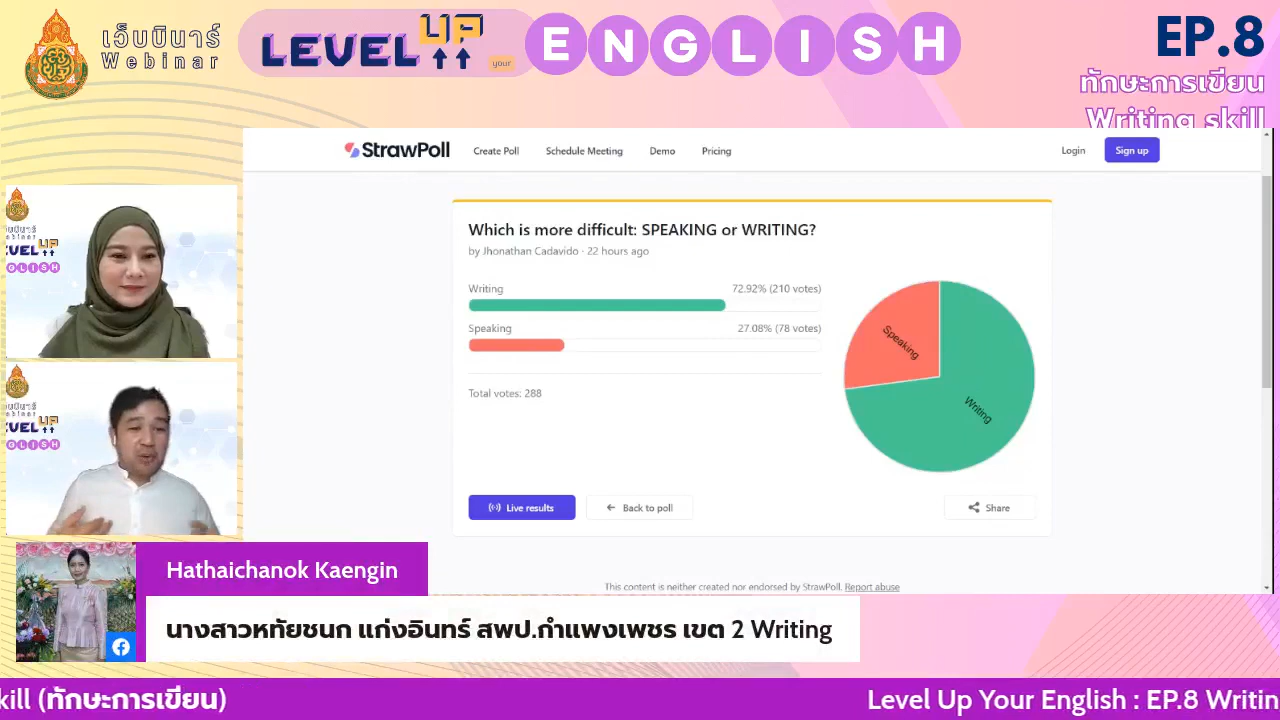 เว็บบินาร์
Webinar
LEVEL UP your ENGLISH
EP.8
ทักษะการเขียน
Writing skill
StrawPoll
Create Poll
Schedule Meeting
Demo
Pricing
Login
Sign up
Which is more difficult: SPEAKING or WRITING?
by Jhonathan Cadavido · 22 hours ago
Writing
72.92% (210 votes)
Speaking
27.08% (78 votes)
Total votes: 288
Speaking
Writing
Live results
Back to poll
Share
This content is neither created nor endorsed by StrawPoll. Report abuse
Hathaichanok Kaengin
นางสาวหทัยชนก แก่งอินทร์ สพป.กำแพงเพชร เขต 2 Writing
kill (ทักษะการเขียน)
Level Up Your English : EP.8 Writin